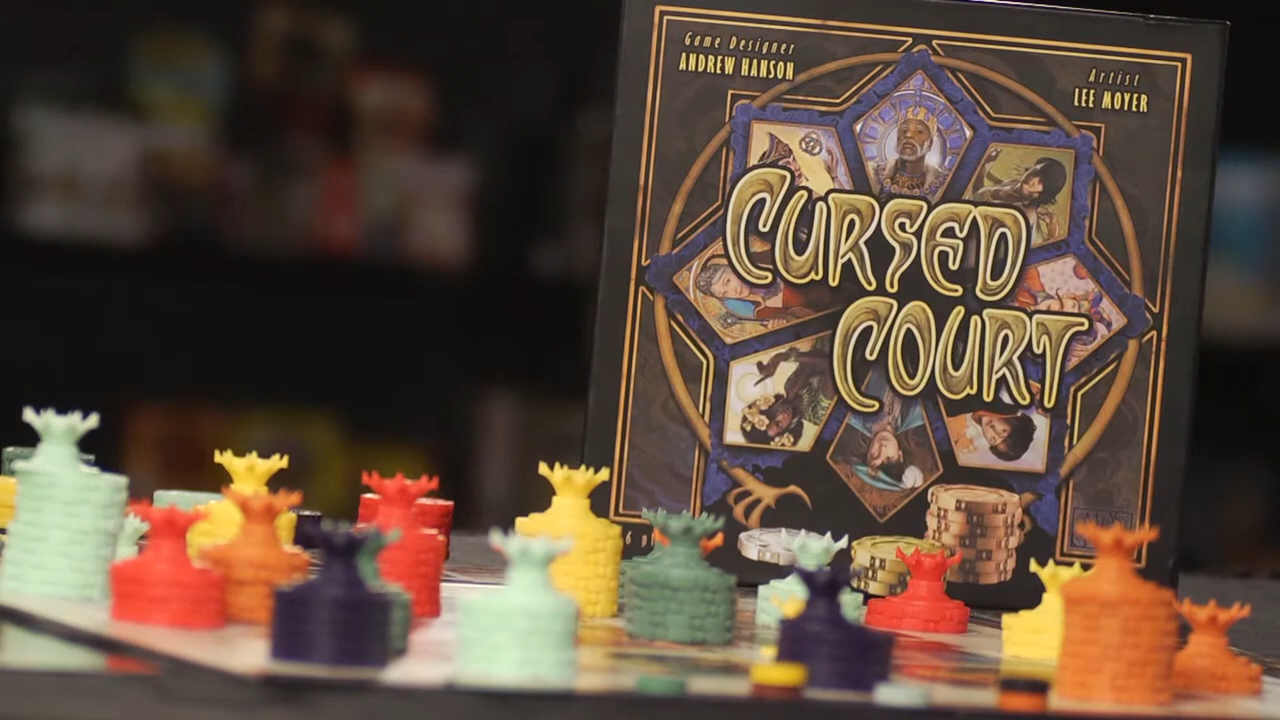 Game Designer
ANDREW HANSON
Artist
LEE MOYER
CURSED
COURT